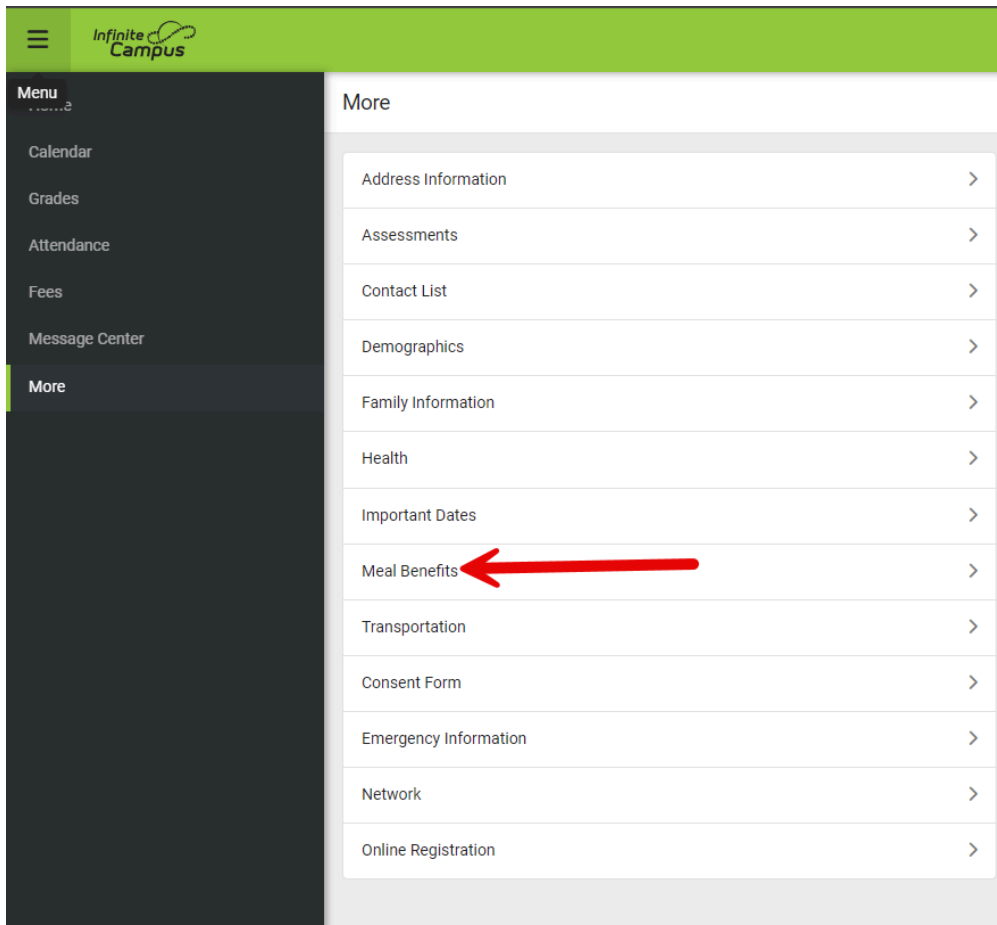 Infinite
Campus
Menu
Home
More
Calendar
Grades
Attendance
Fees
Message Center
More
Address Information
Assessments
Contact List
Demographics
Family Information
Health
Important Dates
Meal Benefits
Transportation
Consent Form
Emergency Information
Network
Online Registration